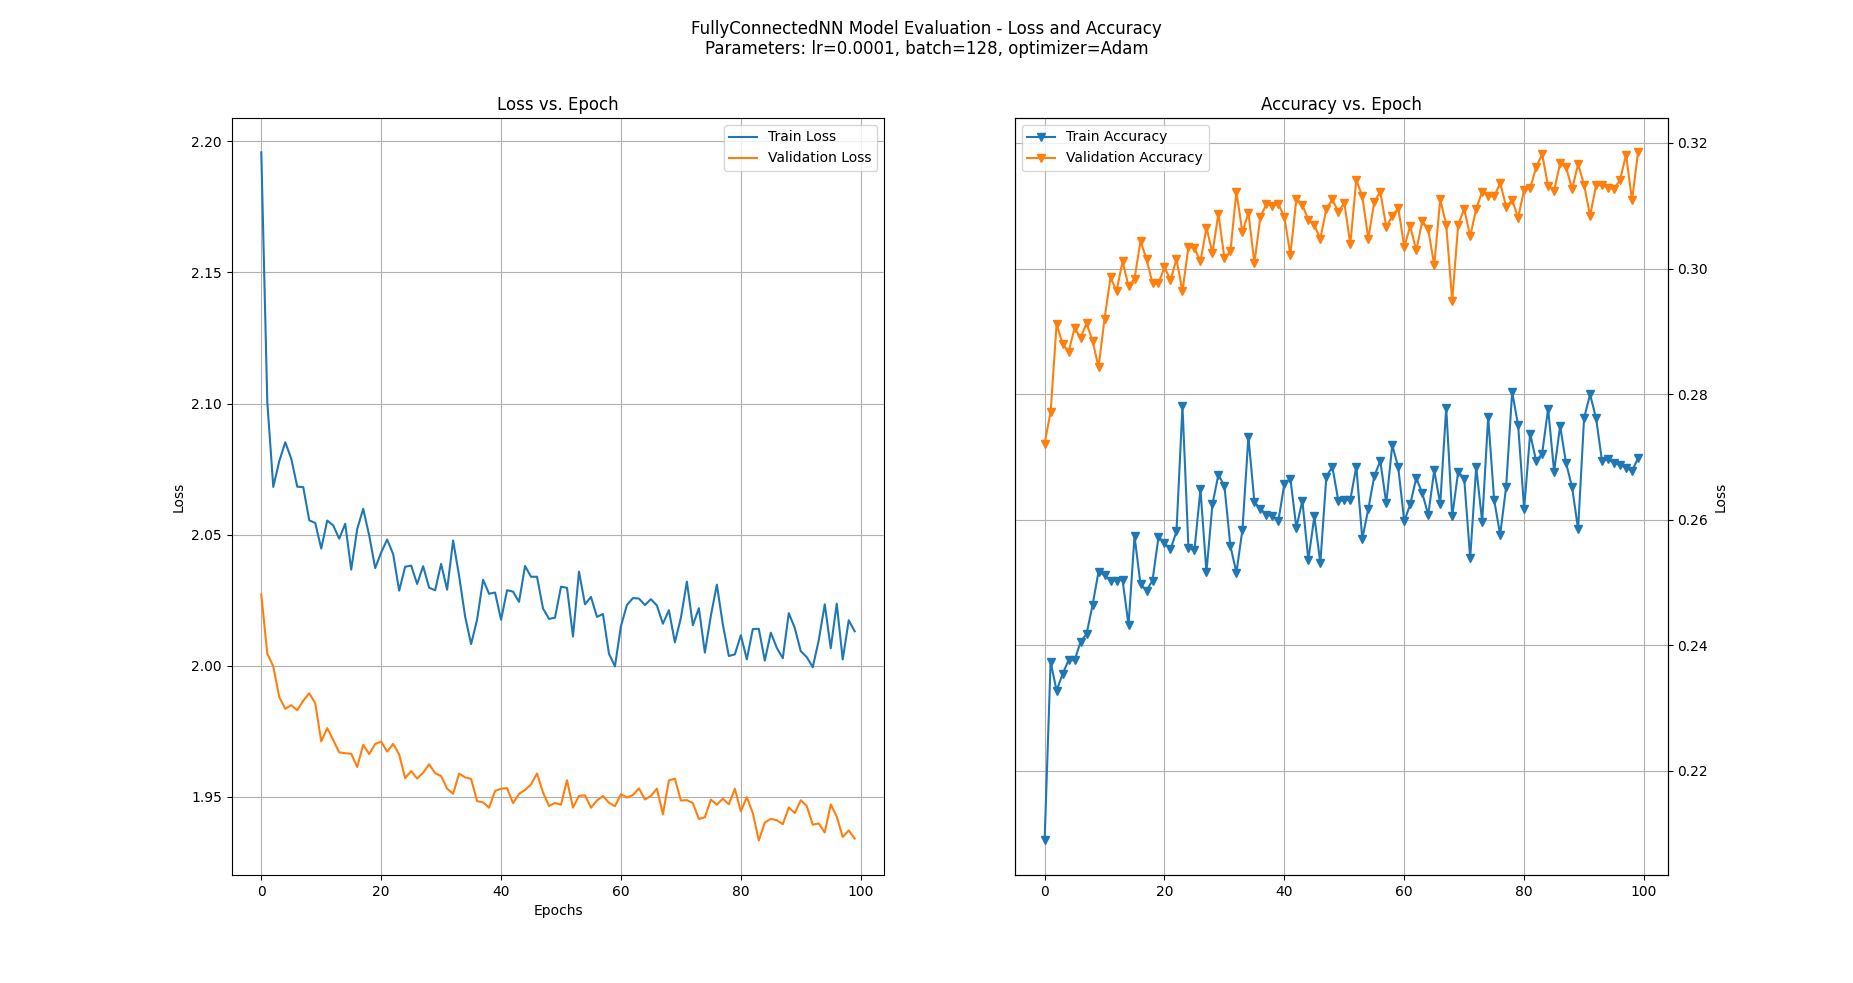 FullyConnectedNN Model Evaluation - Loss and Accuracy
Parameters: lr=0.0001, batch=128, optimizer=Adam
Loss vs. Epoch
Train Loss
Validation Loss
2.20
2.15
2.10
2.05
2.00
1.95
Loss
0
20
40
60
80
100
Epochs
Accuracy vs. Epoch
Train Accuracy
Validation Accuracy
0.32
0.30
0.28
0.26
0.24
0.22
Loss
0
20
40
60
80
100